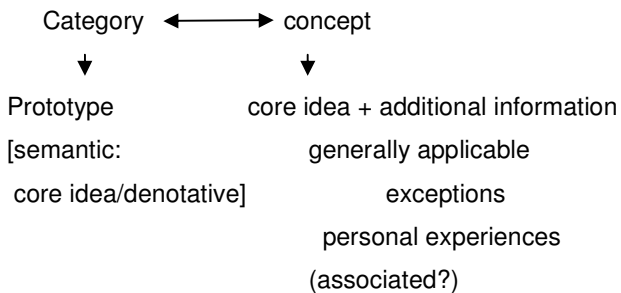 Category concept
Prototype core idea + additional information
[semantic: generally applicable
core idea/denotative] exceptions
personal experiences
(associated?)